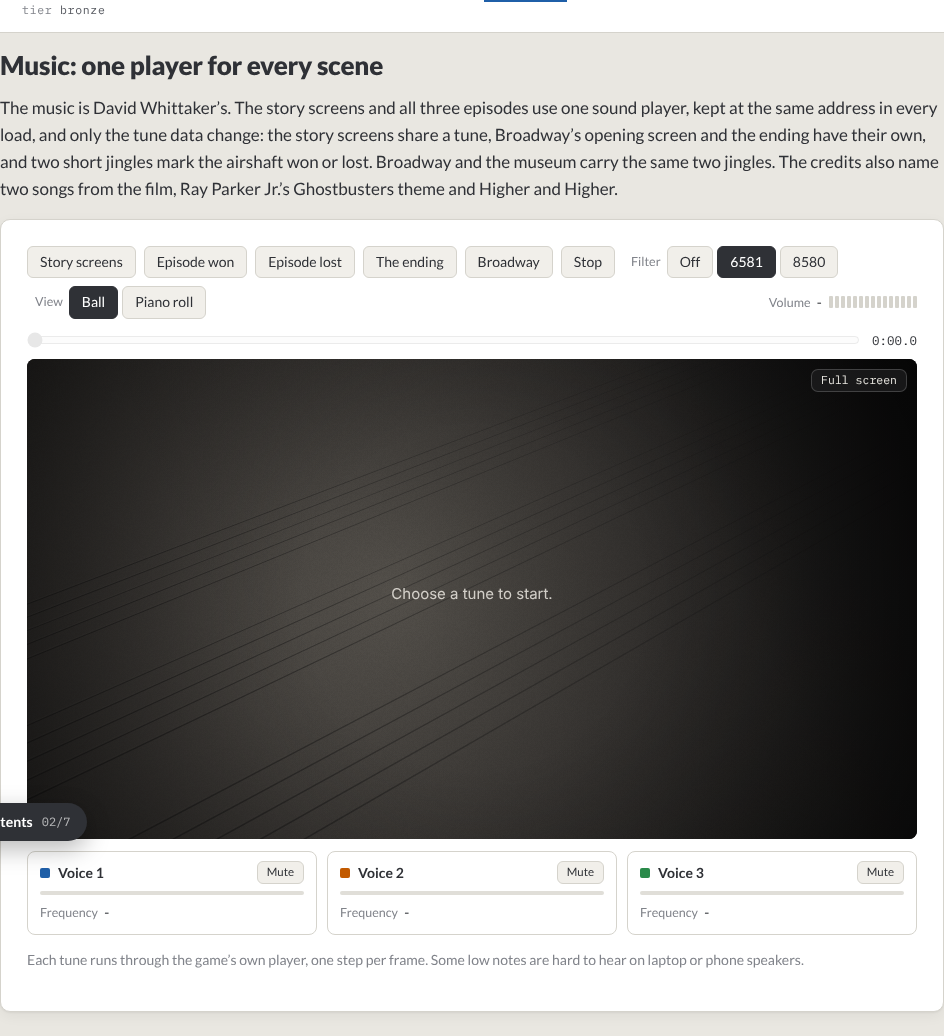 tier bronze
Music: one player for every scene
The music is David Whittaker’s. The story screens and all three episodes use one sound player, kept at the same address in every
load, and only the tune data change: the story screens share a tune, Broadway’s opening screen and the ending have their own,
and two short jingles mark the airshaft won or lost. Broadway and the museum carry the same two jingles. The credits also name
two songs from the film, Ray Parker Jr.’s Ghostbusters theme and Higher and Higher.
Story screens Episode won Episode lost The ending Broadway Stop Filter Off 6581 8580
View Ball Piano roll Volume -
0:00.0
Full screen
Choose a tune to start.
tents 02/7
Voice 1 Mute Voice 2 Mute Voice 3 Mute
Frequency - Frequency - Frequency -
Each tune runs through the game’s own player, one step per frame. Some low notes are hard to hear on laptop or phone speakers.